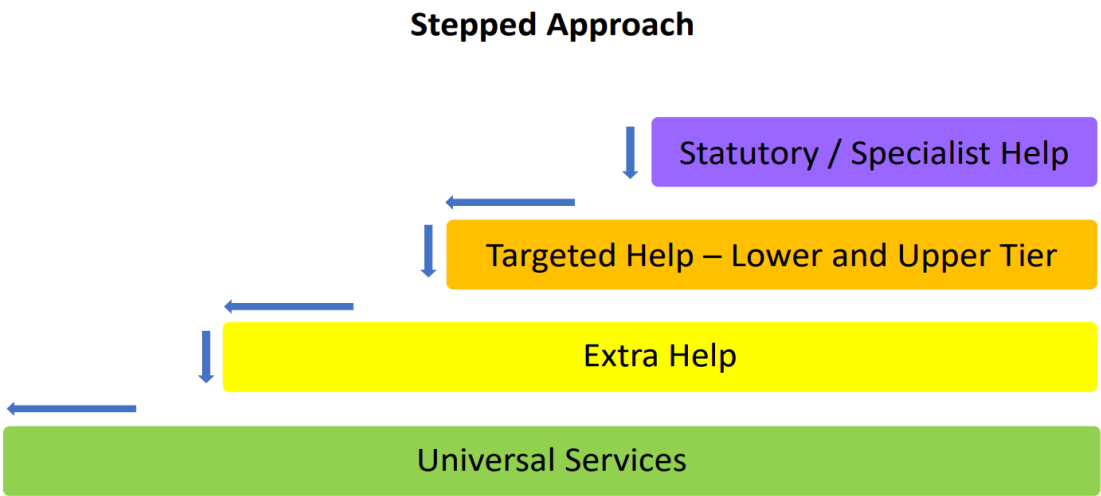 Stepped Approach
Statutory / Specialist Help
Targeted Help – Lower and Upper Tier
Extra Help
Universal Services